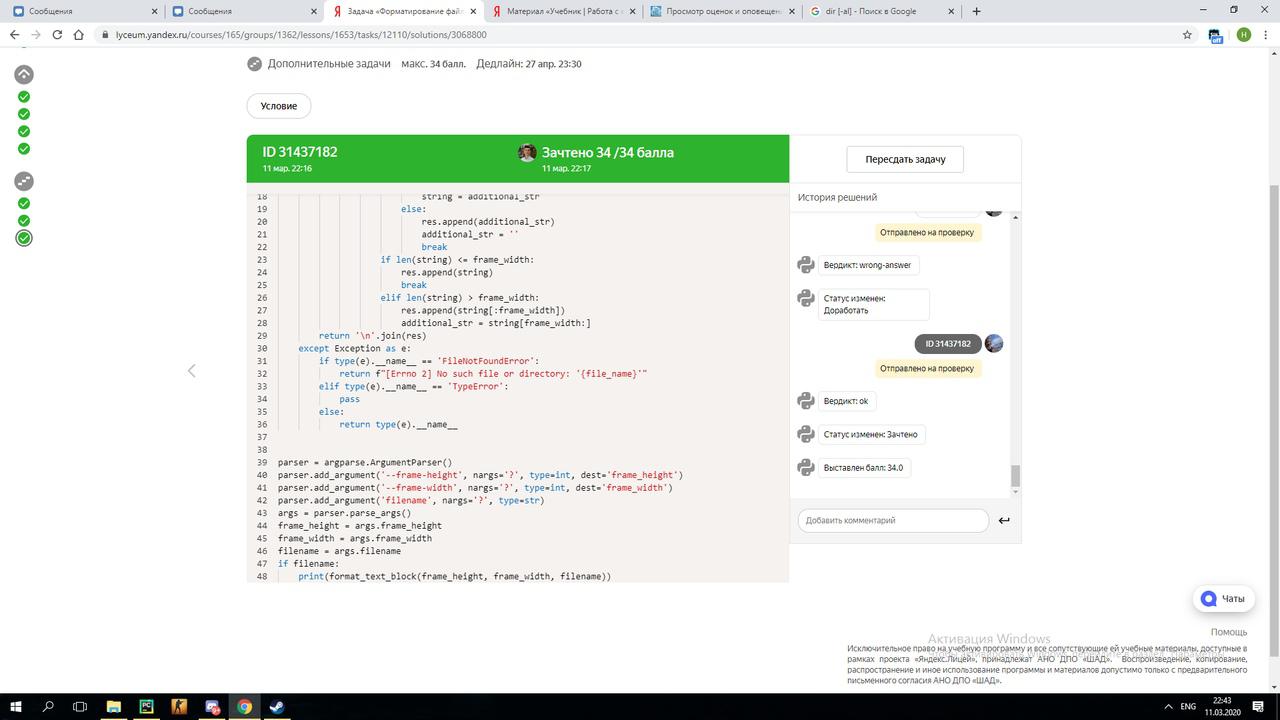 Сообщения
Сообщения
Задача «Форматирование фай
Материал «Учебник | Работа с
Просмотр оценок и оповещен
dir [-al] - Поиск в Google
lyceum.yandex.ru/courses/165/groups/1362/lessons/1653/tasks/12110/solutions/3068800
off
H
Дополнительные задачи макс. 34 балл. Дедлайн: 27 апр. 23:30
Условие
ID 31437182
11 мар. 22:16
Зачтено 34 /34 балла
11 мар. 22:17
Пересдать задачу
История решений
18 string = additional_str
19 else:
20 res.append(additional_str)
21 additional_str = ''
22 break
23 if len(string) <= frame_width:
24 res.append(string)
25 break
26 elif len(string) > frame_width:
27 res.append(string[:frame_width])
28 additional_str = string[frame_width:]
29 return '\n'.join(res)
30 except Exception as e:
31 if type(e).__name__ == 'FileNotFoundError':
32 return f"[Errno 2] No such file or directory: '{file_name}'"
33 elif type(e).__name__ == 'TypeError':
34 pass
35 else:
36 return type(e).__name__
37
38
39 parser = argparse.ArgumentParser()
40 parser.add_argument('--frame-height', nargs='?', type=int, dest='frame_height')
41 parser.add_argument('--frame-width', nargs='?', type=int, dest='frame_width')
42 parser.add_argument('filename', nargs='?', type=str)
43 args = parser.parse_args()
44 frame_height = args.frame_height
45 frame_width = args.frame_width
46 filename = args.filename
47 if filename:
48 print(format_text_block(frame_height, frame_width, filename))
Отправлено на проверку
Вердикт: wrong-answer
Статус изменен:
Доработать
ID 31437182
Отправлено на проверку
Вердикт: ok
Статус изменен: Зачтено
Выставлен балл: 34.0
Добавить комментарий
Чаты
Помощь
Активация Windows
Исключительное право на учебную программу и все сопутствующие ей учебные материалы, доступные в
рамках проекта «Яндекс.Лицей», принадлежат АНО ДПО «ШАД». Воспроизведение, копирование,
распространение и иное использование программы и материалов допустимо только с предварительного
письменного согласия АНО ДПО «ШАД».
PC
ENG
22:43
11.03.2020